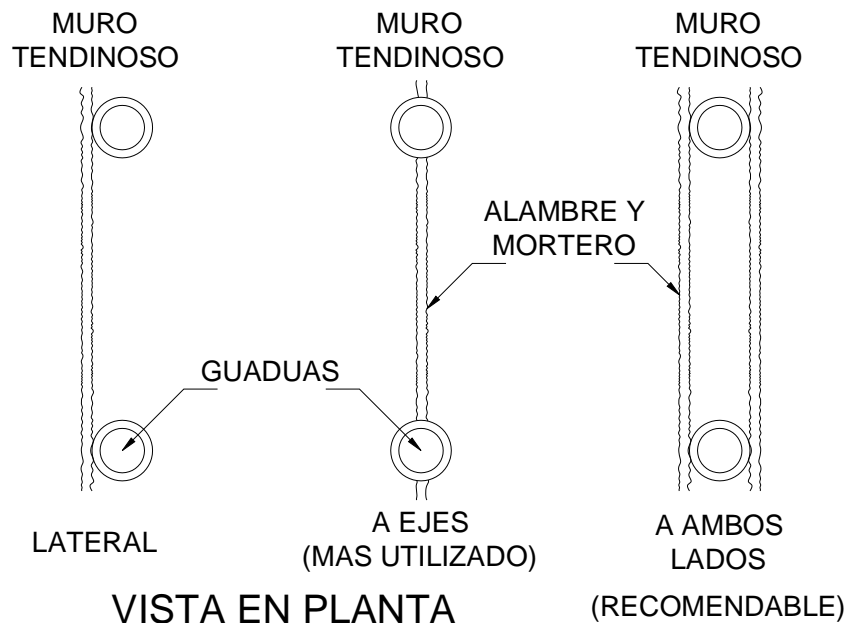 MURO
TENDINOSO
MURO
TENDINOSO
MURO
TENDINOSO
ALAMBRE Y
MORTERO
GUADUAS
LATERAL
A EJES
(MAS UTILIZADO)
A AMBOS
LADOS
(RECOMENDABLE)
VISTA EN PLANTA